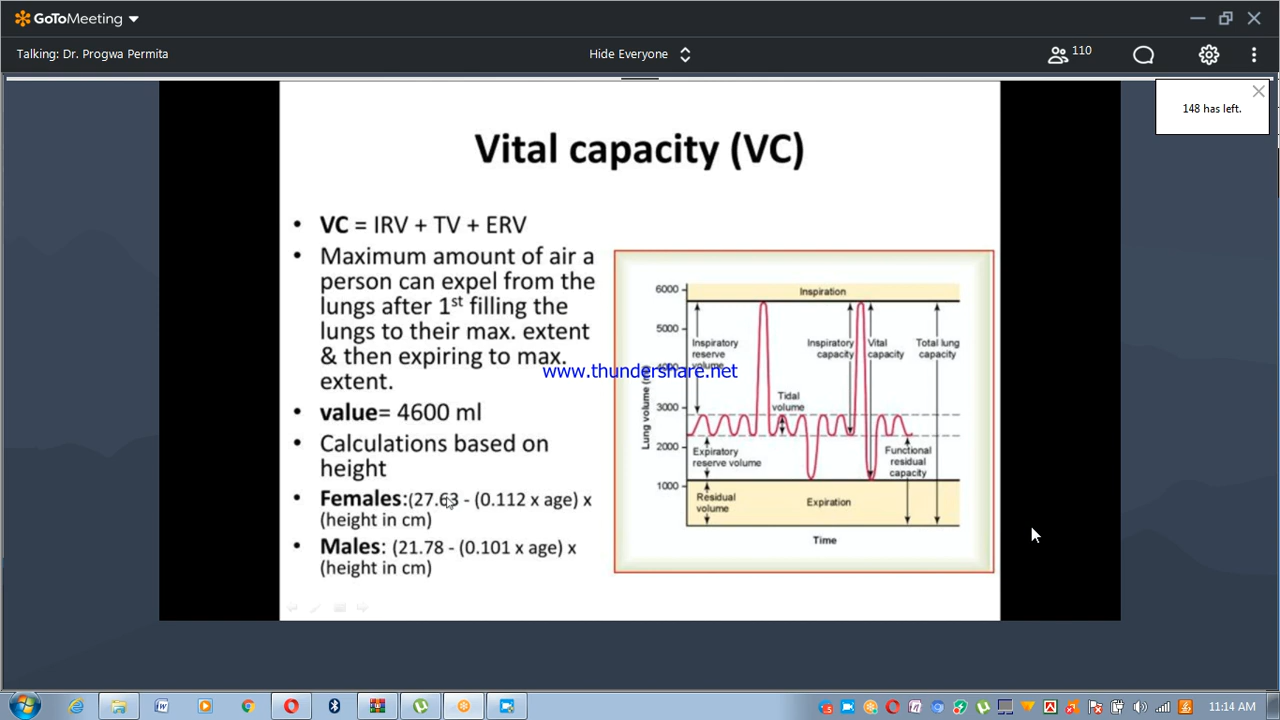 GoToMeeting
Talking: Dr. Progwa Permita
Hide Everyone
110
148 has left.
Vital capacity (VC)
• VC = IRV + TV + ERV
• Maximum amount of air a
person can expel from the
lungs after 1st filling the
lungs to their max. extent
& then expiring to max.
extent.
• value= 4600 ml
• Calculations based on
height
• Females:(27.63 - (0.112 x age) x
(height in cm)
• Males: (21.78 - (0.101 x age) x
(height in cm)
www.thundershare.net
6000
5000
4000
3000
2000
1000
Lung volume
Inspiration
Inspiratory
reserve
volume
Inspiratory
capacity
Vital
capacity
Total lung
capacity
Tidal
volume
Expiratory
reserve volume
Functional
residual
capacity
Residual
volume
Expiration
Time
11:14 AM